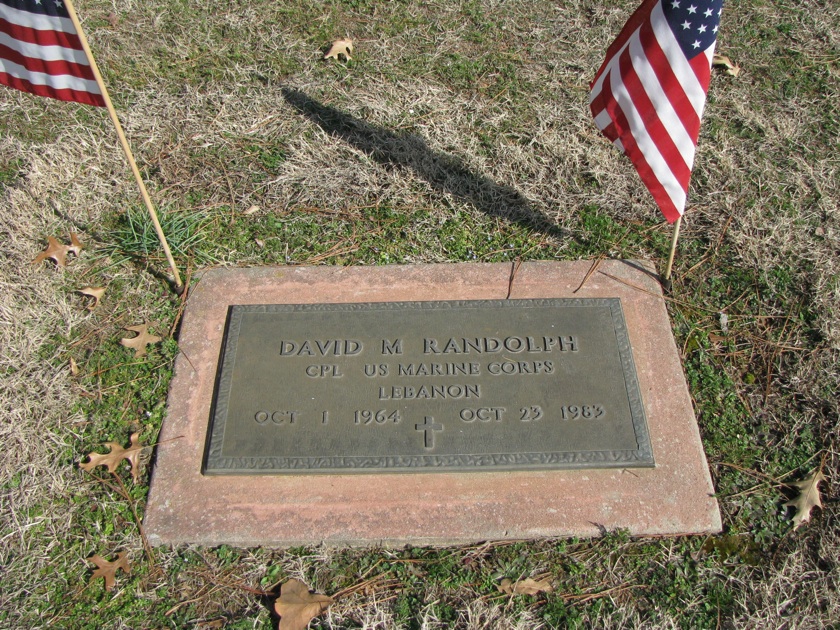 DAVID M RANDOLPH
CPL US MARINE CORPS
LEBANON
OCT 1 1964 OCT 23 1983